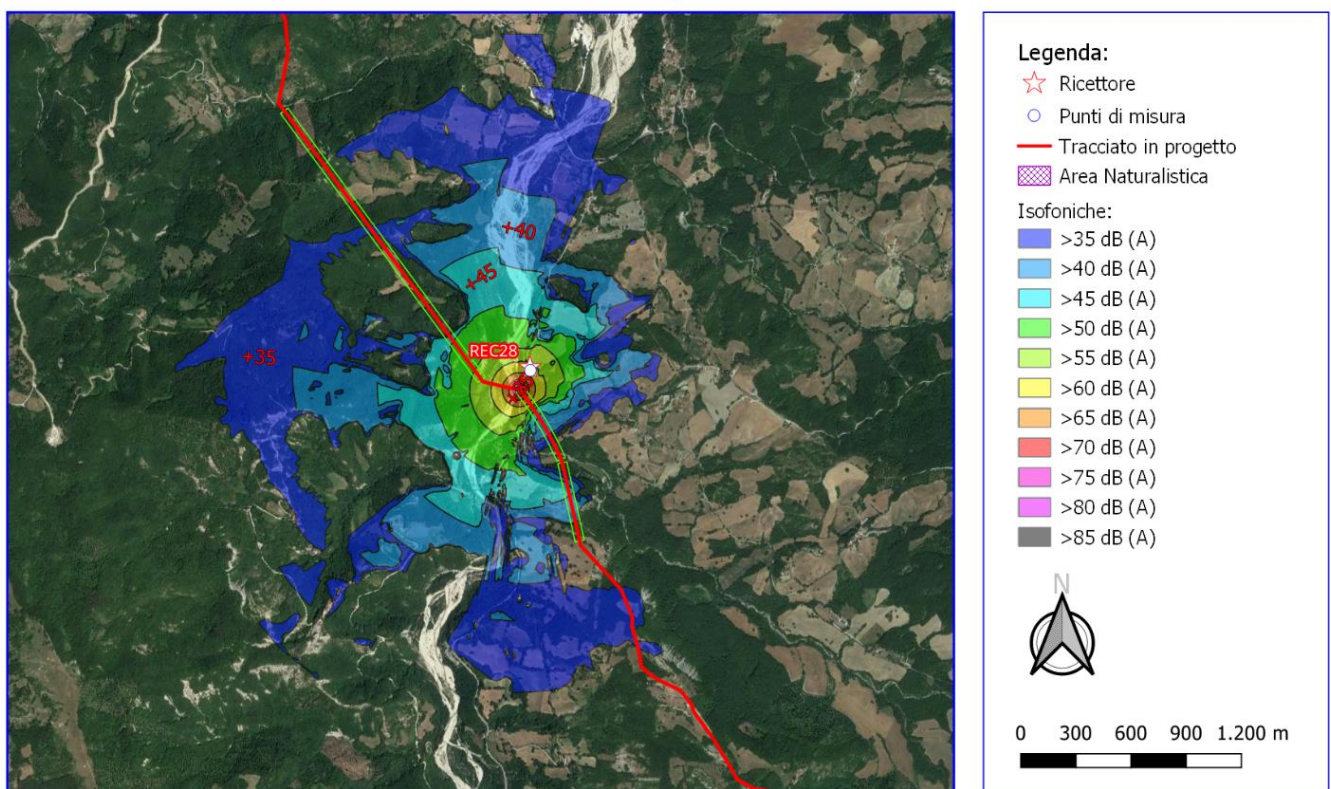 +40
+45
+35
REC28
Legenda:
Ricettore
Punti di misura
Tracciato in progetto
Area Naturalistica
Isofoniche:
>35 dB (A)
>40 dB (A)
>45 dB (A)
>50 dB (A)
>55 dB (A)
>60 dB (A)
>65 dB (A)
>70 dB (A)
>75 dB (A)
>80 dB (A)
>85 dB (A)
N
0 300 600 900 1.200 m